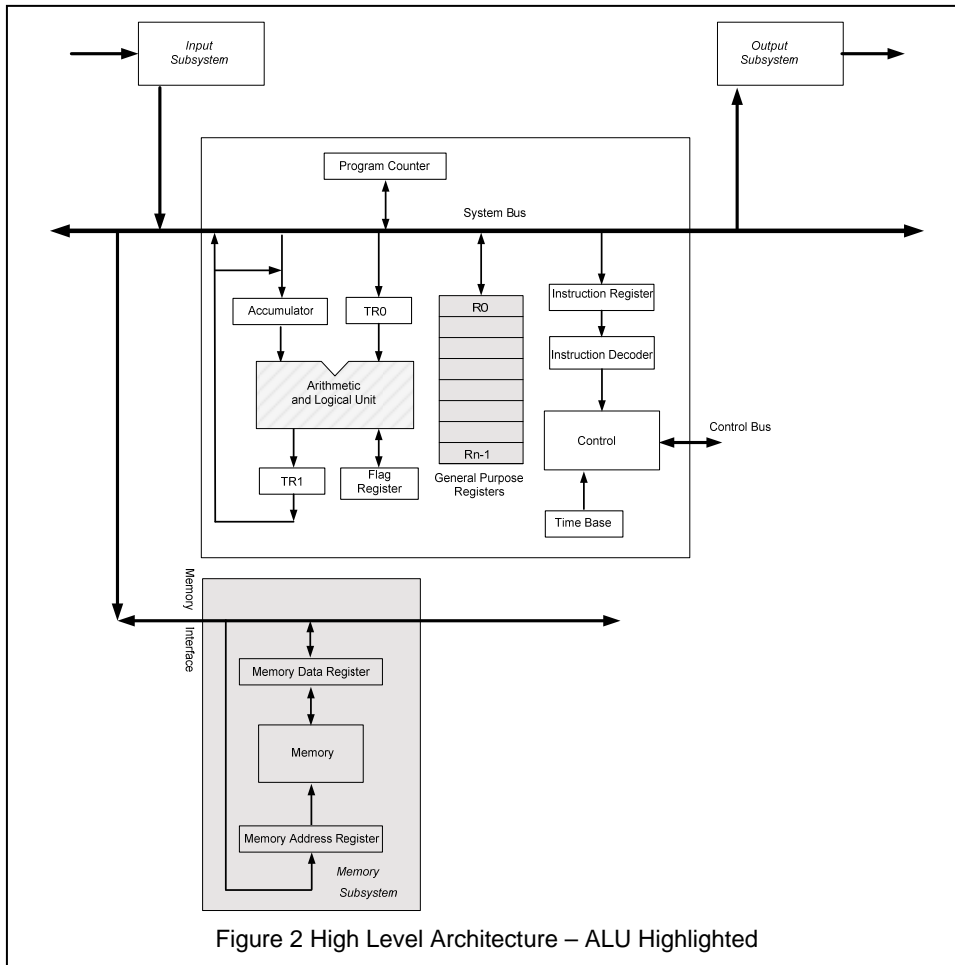 Input
Subsystem
Output
Subsystem
Program Counter
System Bus
Accumulator
TR0
R0
Instruction Register
Instruction Decoder
Arithmetic
and Logical Unit
Control
Control Bus
Rn-1
TR1
Flag
Register
General Purpose
Registers
Time Base
Memory
Interface
Memory Data Register
Memory
Memory Address Register
Memory
Subsystem
Figure 2 High Level Architecture – ALU Highlighted